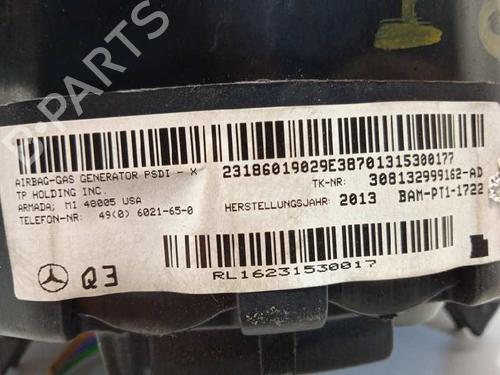 AIRBAG-GAS GENERATOR PSDI - X
TP HOLDING INC.
ARMADA; MI 48005 USA
TELEFON-NR: 49(0) 6021-65-0
23186019029E38701315300177
TK-NR: 308132999162-AD
HERSTELLUNGSJAHR: 2013 BAM-PT1-1722
Q3
RL16231530017
B-PARTS